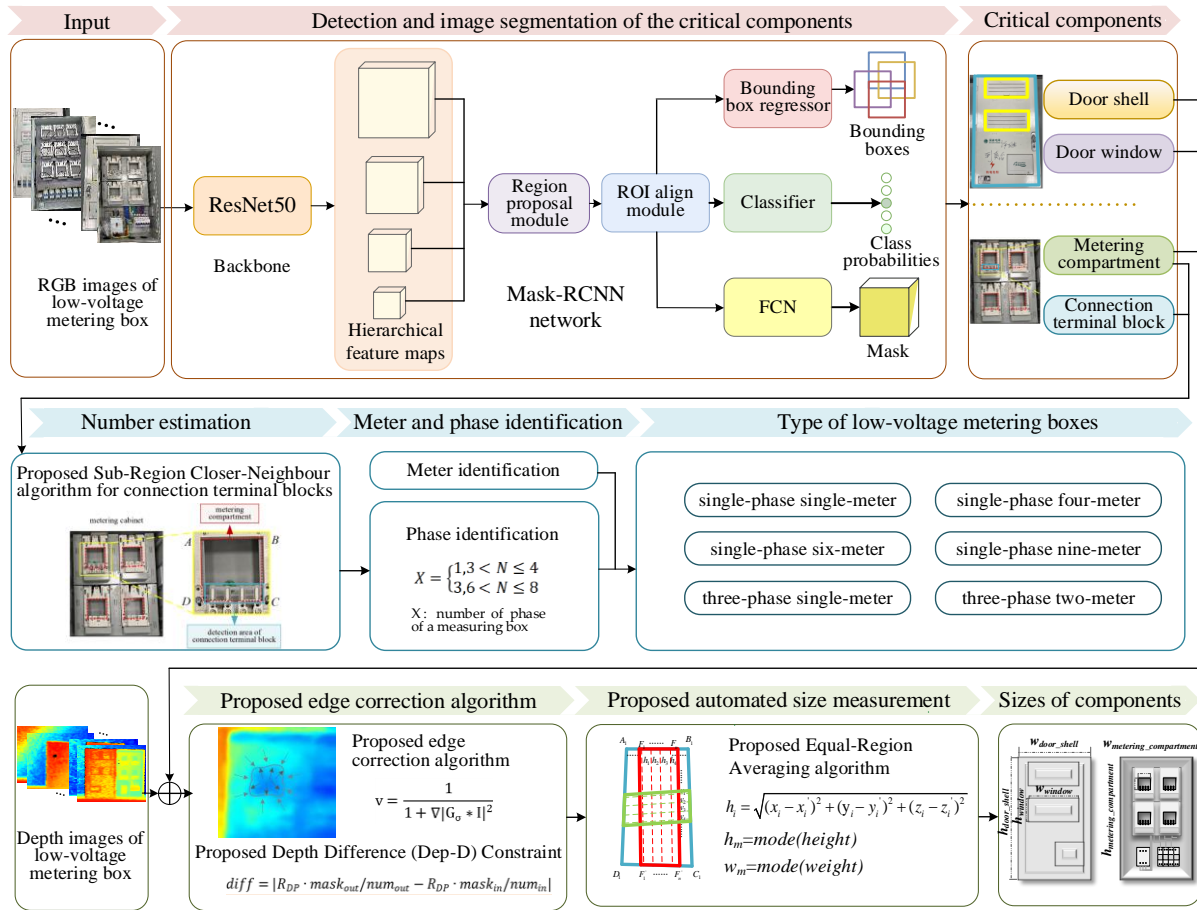 Input
Detection and image segmentation of the critical components
Critical components
RGB images of
low-voltage
metering box
ResNet50
Backbone
Hierarchical
feature maps
Region
proposal
module
Mask-RCNN
network
ROI align
module
Bounding
box regressor
Bounding
boxes
Classifier
Class
probabilities
FCN
Mask
Door shell
Door window
Metering
compartment
Connection
terminal block
Number estimation
Meter and phase identification
Type of low-voltage metering boxes
Proposed Sub-Region Closer-Neighbour
algorithm for connection terminal blocks
metering cabinet
metering
compartment
A
B
D
C
detection area of
connection terminal block
Meter identification
Phase identification
X = {1,3 < N ≤ 4
3,6 < N ≤ 8
X: number of phase
of a measuring box
single-phase single-meter
single-phase four-meter
single-phase six-meter
single-phase nine-meter
three-phase single-meter
three-phase two-meter
Proposed edge correction algorithm
Proposed automated size measurement
Sizes of components
Depth images of
low-voltage
metering box
Proposed edge
correction algorithm
v = 1 / (1 + ∇|G_σ * I|²)
Proposed Depth Difference (Dep-D) Constraint
diff = |R_DP · mask_out/num_out − R_DP · mask_in/num_in|
Proposed Equal-Region
Averaging algorithm
h_i = √((x_i − x_i')² + (y_i − y_i')² + (z_i − z_i')²)
h_m=mode(height)
w_m=mode(weight)
w_door_shell
w_window
h_door_shell
h_window
w_metering_compartment
h_metering_compartment